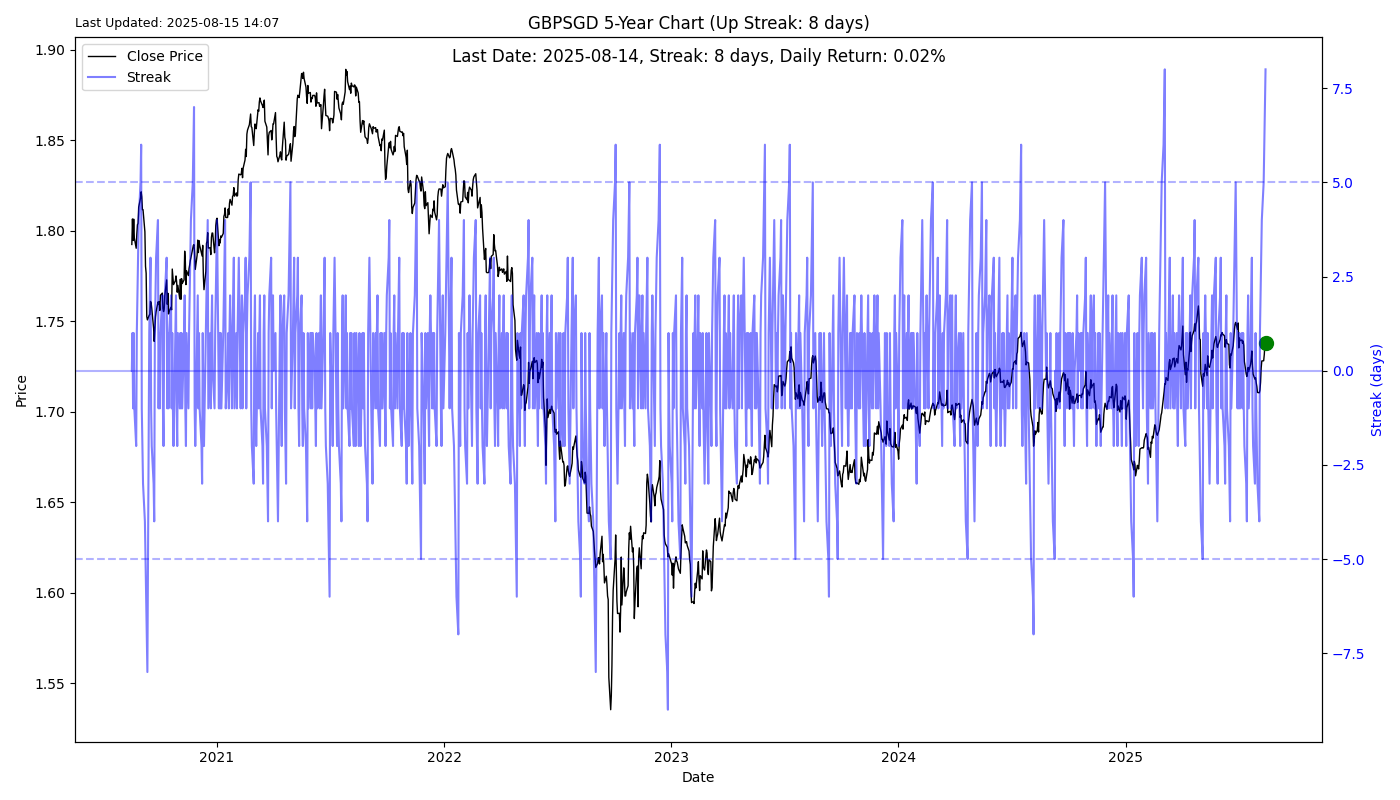 Last Updated: 2025-08-15 14:07
GBPSGD 5-Year Chart (Up Streak: 8 days)
Last Date: 2025-08-14, Streak: 8 days, Daily Return: 0.02%
Close Price
Streak
1.90
1.85
1.80
1.75
1.70
1.65
1.60
1.55
Price
7.5
5.0
2.5
0.0
−2.5
−5.0
−7.5
Streak (days)
2021
2022
2023
2024
2025
Date